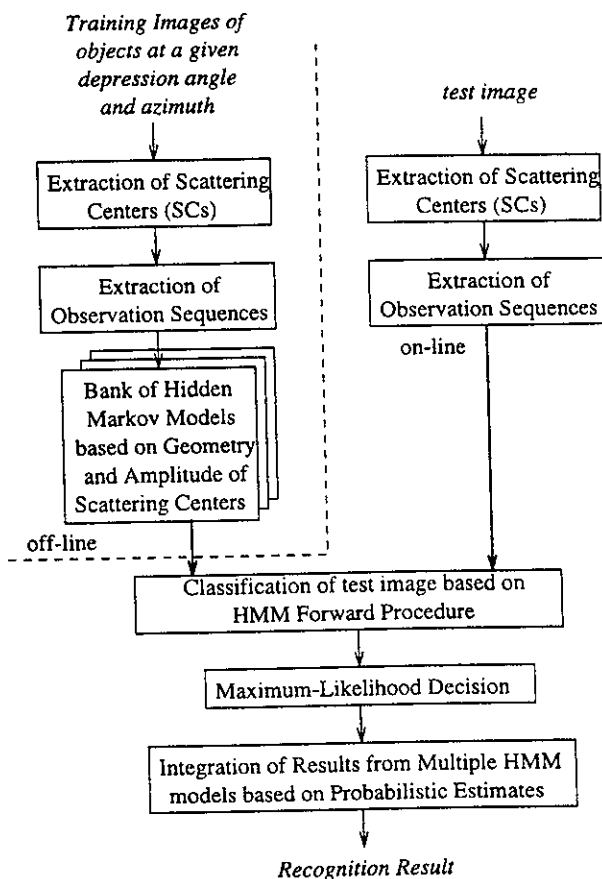 Training Images of
objects at a given
depression angle
and azimuth
Extraction of Scattering
Centers (SCs)
Extraction of
Observation Sequences
Bank of Hidden
Markov Models
based on Geometry
and Amplitude of
Scattering Centers
off-line
test image
Extraction of Scattering
Centers (SCs)
Extraction of
Observation Sequences
on-line
Classification of test image based on
HMM Forward Procedure
Maximum-Likelihood Decision
Integration of Results from Multiple HMM
models based on Probabilistic Estimates
Recognition Result